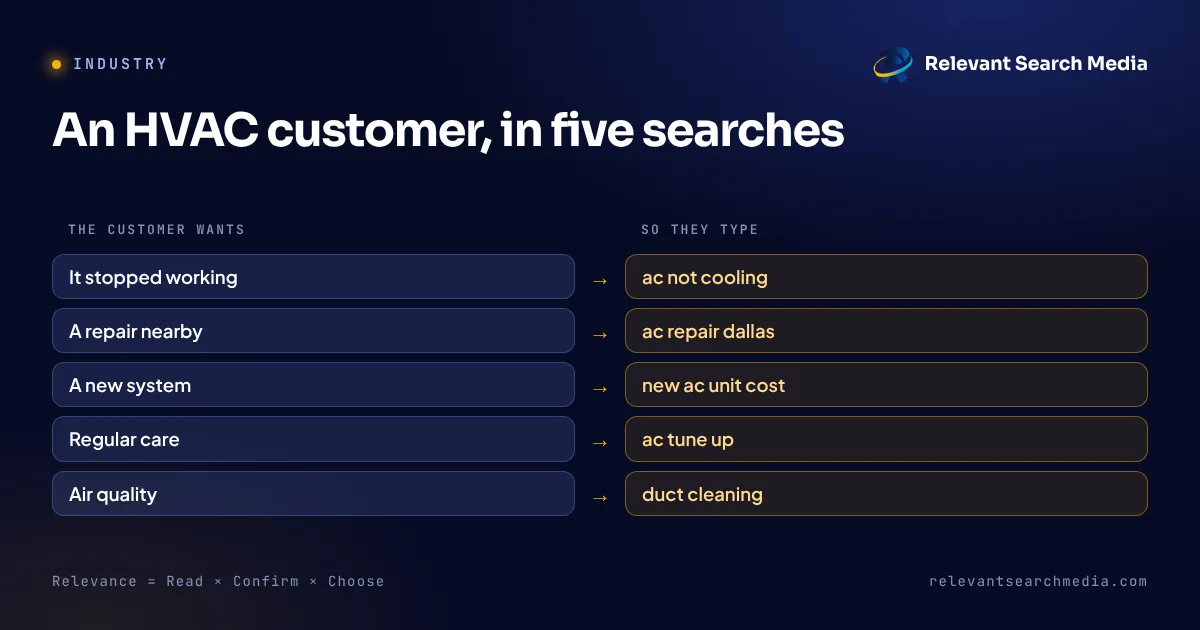 INDUSTRY
Relevant Search Media
An HVAC customer, in five searches
THE CUSTOMER WANTS
SO THEY TYPE
It stopped working → ac not cooling
A repair nearby → ac repair dallas
A new system → new ac unit cost
Regular care → ac tune up
Air quality → duct cleaning
Relevance = Read × Confirm × Choose
relevantsearchmedia.com